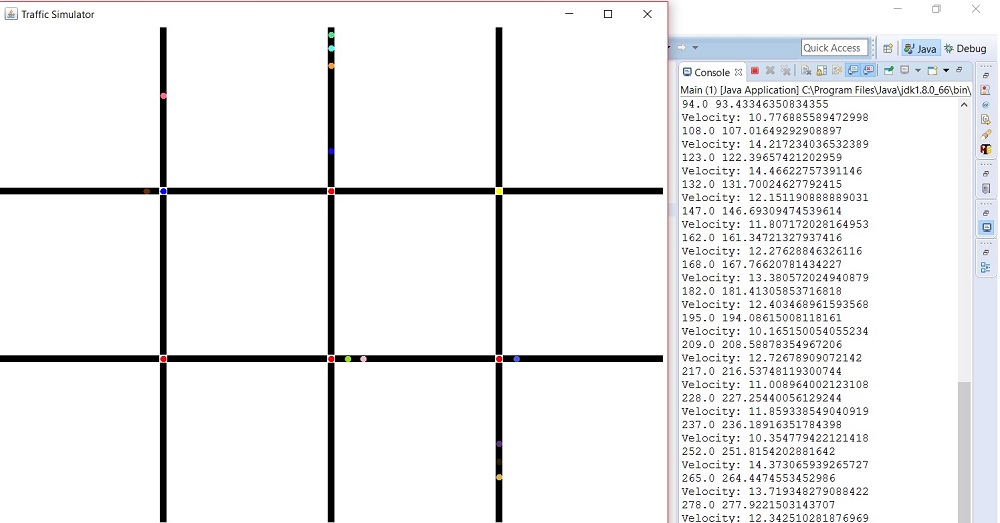 Traffic Simulator
Quick Access
Java
Debug
Console
Main (1) [Java Application] C:\Program Files\Java\jdk1.8.0_66\bin\
94.0 93.43346350834355
Velocity: 10.776885589472998
108.0 107.01649292908897
Velocity: 14.217234036532389
123.0 122.39657421202959
Velocity: 14.46622757391146
132.0 131.70024627792415
Velocity: 12.151190888889031
147.0 146.69309474539614
Velocity: 11.807172028164953
162.0 161.34721327937416
Velocity: 12.27628846326116
168.0 167.76620781434227
Velocity: 13.380572024940879
182.0 181.41305853716818
Velocity: 12.403468961593568
195.0 194.08615008118161
Velocity: 10.165150054055234
209.0 208.58878354967206
Velocity: 12.72678909072142
217.0 216.53748119300744
Velocity: 11.008964002123108
228.0 227.25440056129244
Velocity: 11.859338549040919
237.0 236.18916351784398
Velocity: 10.354779422121418
252.0 251.8154202881642
Velocity: 14.373065939265727
265.0 264.4474553452986
Velocity: 13.719348279088422
278.0 277.9221503143707
Velocity: 12.342510281876969